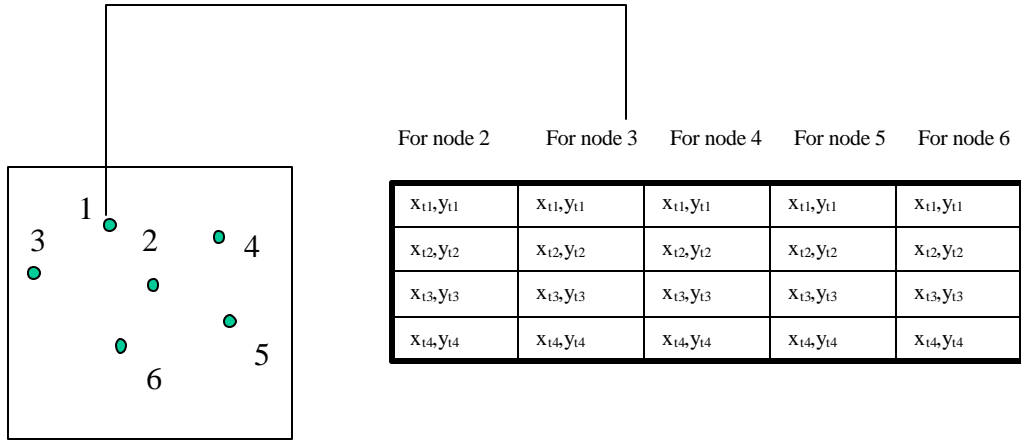 For node 2 For node 3 For node 4 For node 5 For node 6
1
3
2
4
5
6
xt1,yt1 xt1,yt1 xt1,yt1 xt1,yt1 xt1,yt1
xt2,yt2 xt2,yt2 xt2,yt2 xt2,yt2 xt2,yt2
xt3,yt3 xt3,yt3 xt3,yt3 xt3,yt3 xt3,yt3
xt4,yt4 xt4,yt4 xt4,yt4 xt4,yt4 xt4,yt4